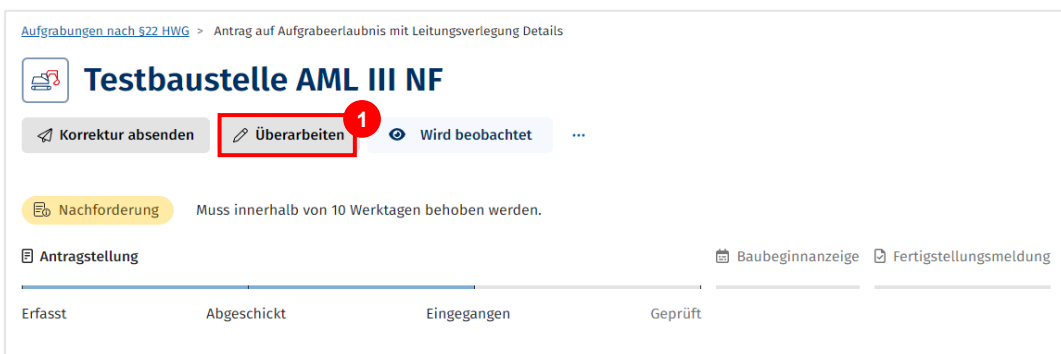 Aufgrabungen nach §22 HWG > Antrag auf Aufgrabeerlaubnis mit Leitungsverlegung Details
Testbaustelle AML III NF
1
Korrektur absenden Überarbeiten Wird beobachtet ...
Nachforderung Muss innerhalb von 10 Werktagen behoben werden.
Antragstellung Baubeginnanzeige Fertigstellungsmeldung
Erfasst Abgeschickt Eingegangen Geprüft